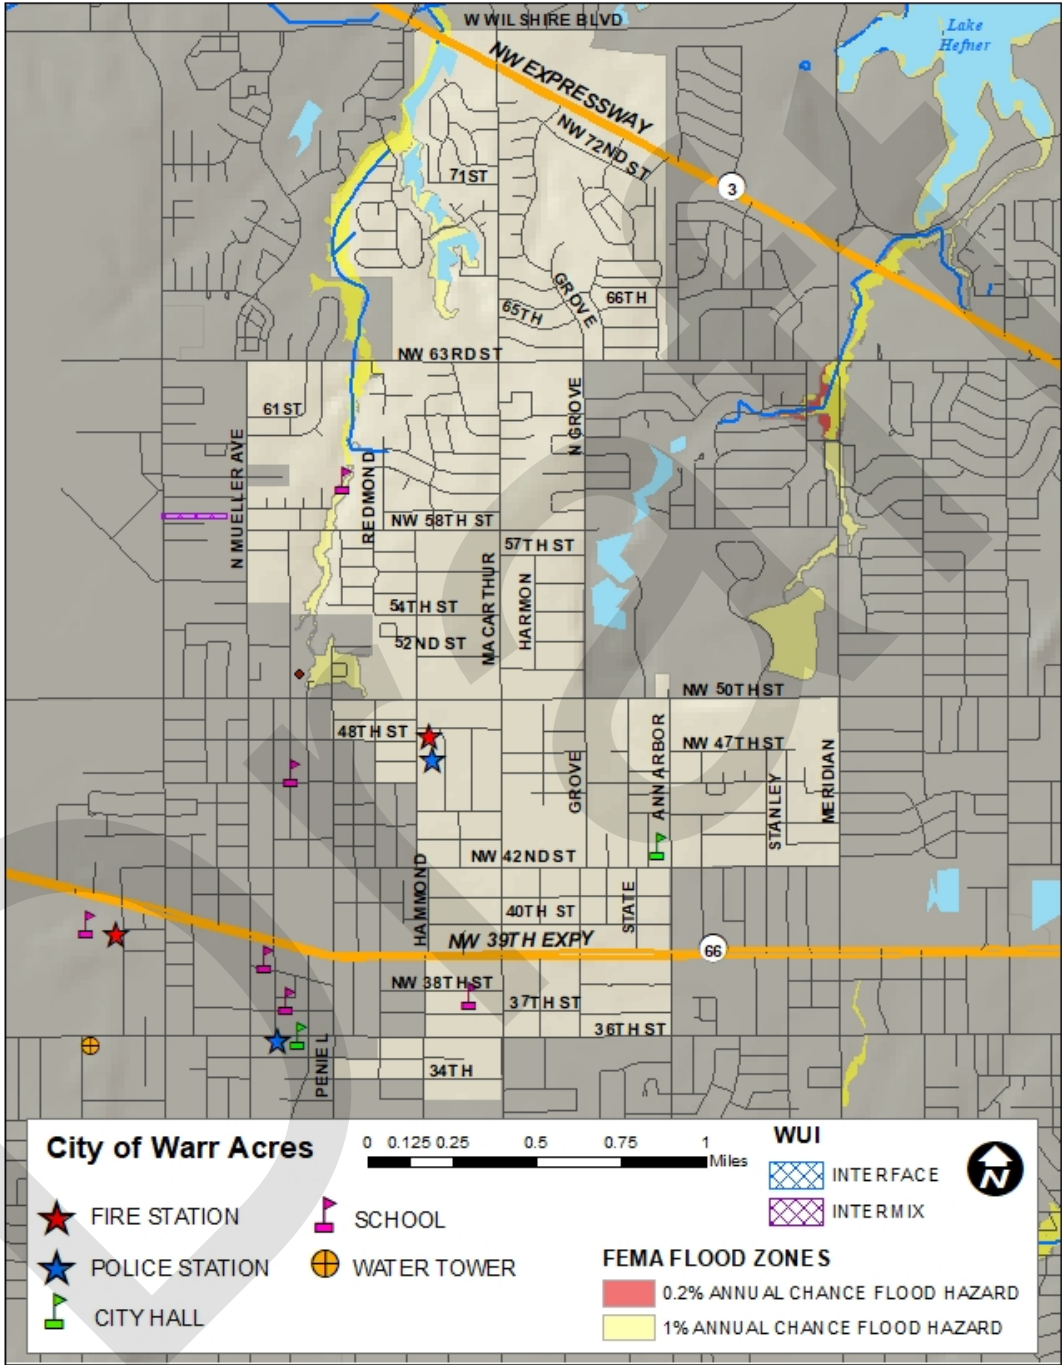 W WILSHIRE BLVD
Lake
Hefner
NW EXPRESSWAY
NW 72ND ST
71ST
3
GROVE
66TH
65TH
NW 63RD ST
61ST
N GROVE
N MUELLER AVE
REDMOND
NW 58TH ST
57TH ST
MACARTHUR
HARMON
54TH ST
52ND ST
NW 50TH ST
48TH ST
ANN ARBOR
NW 47TH ST
GROVE
STANLEY
MERIDIAN
NW 42ND ST
HAMMOND
40TH ST
STATE
NW 39TH EXPY
66
NW 38TH ST
37TH ST
36TH ST
PENIEL
34TH
Draft
City of Warr Acres
0 0.125 0.25 0.5 0.75 1
Miles
WUI
INTERFACE
INTERMIX
N
FIRE STATION
SCHOOL
POLICE STATION
WATER TOWER
CITY HALL
FEMA FLOOD ZONES
0.2% ANNUAL CHANCE FLOOD HAZARD
1% ANNUAL CHANCE FLOOD HAZARD